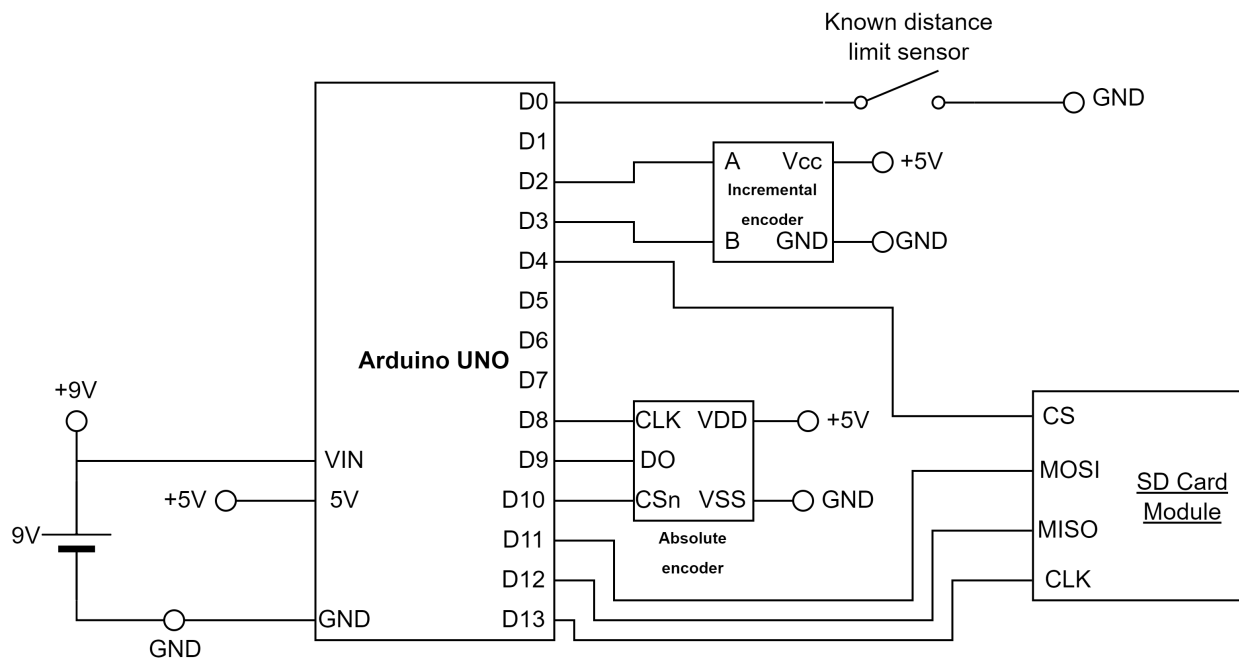 Known distance
limit sensor
D0
GND
D1
A
Vcc
+5V
D2
Incremental
D3
encoder
B
GND
GND
D4
D5
D6
Arduino UNO
D7
+9V
CS
D8
CLK
VDD
+5V
VIN
D9
DO
MOSI
SD Card
Module
+5V
5V
D10
CSn
VSS
GND
9V
D11
Absolute
encoder
MISO
D12
CLK
GND
GND
D13